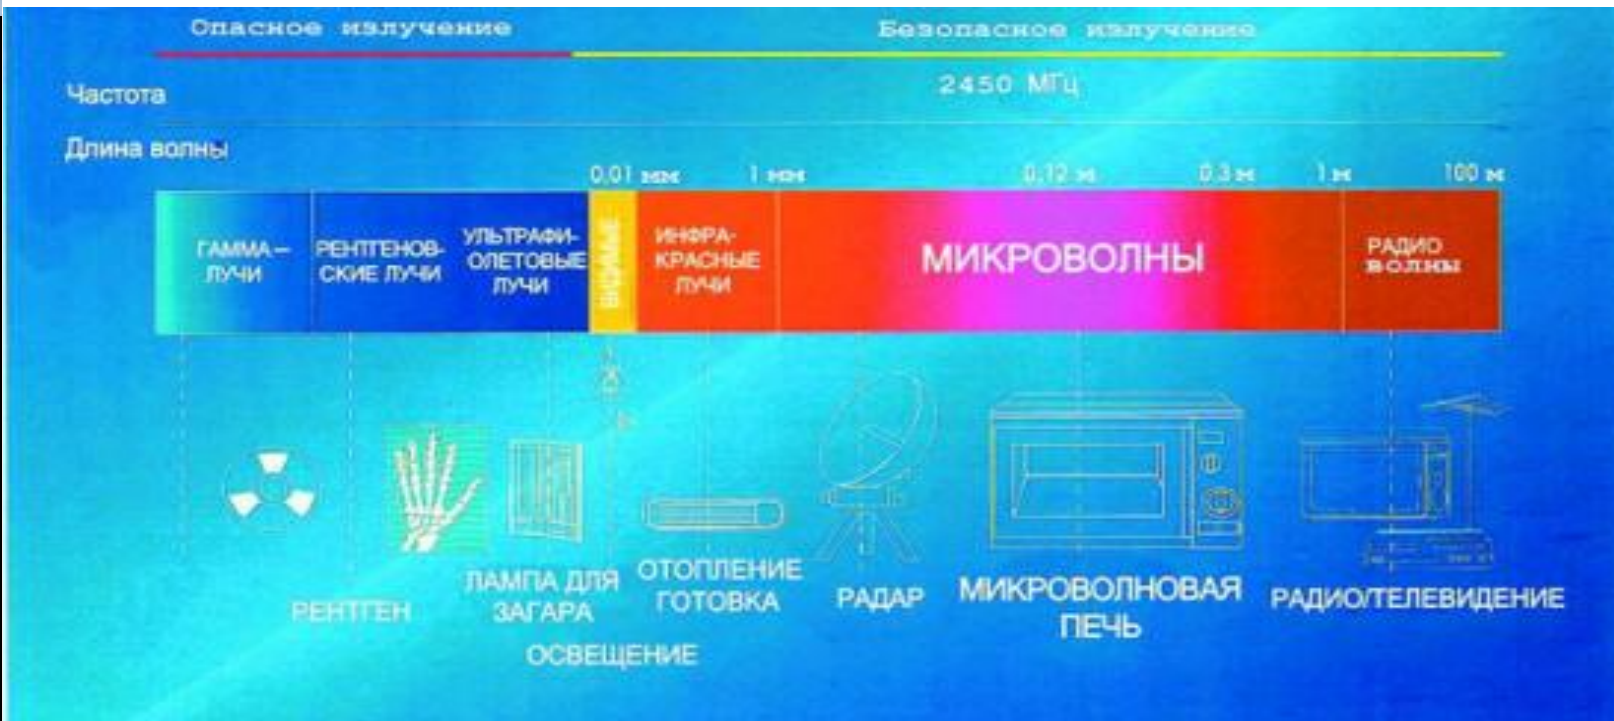 Опасное излучение
Безопасное излучение
Частота
2450 МГц
Длина волны
0,01 мм
1 мм
0,12 м
0,3 м
1 м
100 м
ГАММА–
ЛУЧИ
РЕНТГЕНОВ-
СКИЕ ЛУЧИ
УЛЬТРАФИ-
ОЛЕТОВЫЕ
ЛУЧИ
ВИДИМЫЕ
ИНФРА-
КРАСНЫЕ
ЛУЧИ
МИКРОВОЛНЫ
РАДИО
ВОЛНЫ
РЕНТГЕН
ЛАМПА ДЛЯ
ЗАГАРА
ОСВЕЩЕНИЕ
ОТОПЛЕНИЕ
ГОТОВКА
РАДАР
МИКРОВОЛНОВАЯ
ПЕЧЬ
РАДИО/ТЕЛЕВИДЕНИЕ